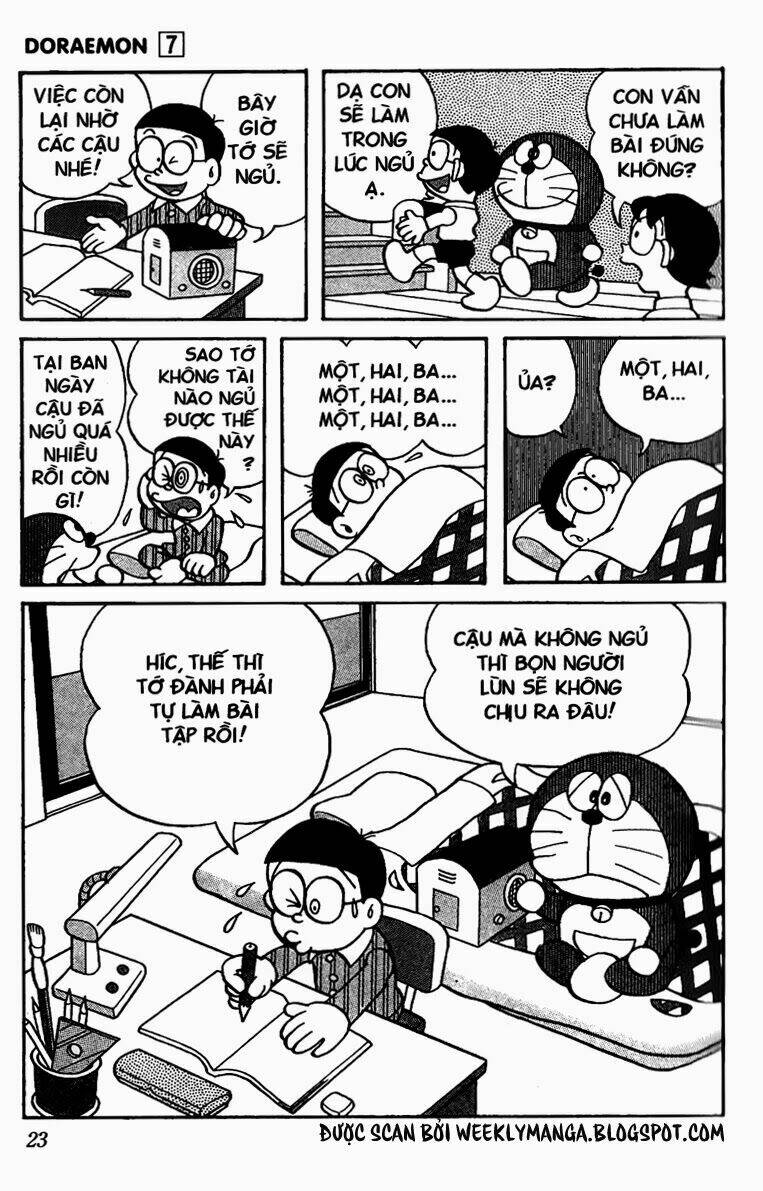 DORAEMON 7
CON VẪN
CHƯA LÀM
BÀI ĐÚNG
KHÔNG?
DẠ CON
SẼ LÀM
TRONG
LÚC NGỦ
Ạ.
BÂY
GIỜ
TỚ SẼ
NGỦ.
VIỆC CÒN
LẠI NHỜ
CÁC CẬU
NHÉ!
MỘT, HAI,
BA...
ỦA?
MỘT, HAI, BA...
MỘT, HAI, BA...
MỘT, HAI, BA...
SAO TỚ
KHÔNG TÀI
NÀO NGỦ
ĐƯỢC THẾ
NÀY
?
TẠI BAN
NGÀY
CẬU ĐÃ
NGỦ QUÁ
NHIỀU
RỒI CÒN
GÌ!
CẬU MÀ KHÔNG NGỦ
THÌ BỌN NGƯỜI
LÙN SẼ KHÔNG
CHỊU RA ĐÂU!
HÍC, THẾ THÌ
TỚ ĐÀNH PHẢI
TỰ LÀM BÀI
TẬP RỒI!
23
ĐƯỢC SCAN BỞI WEEKLYMANGA.BLOGSPOT.COM